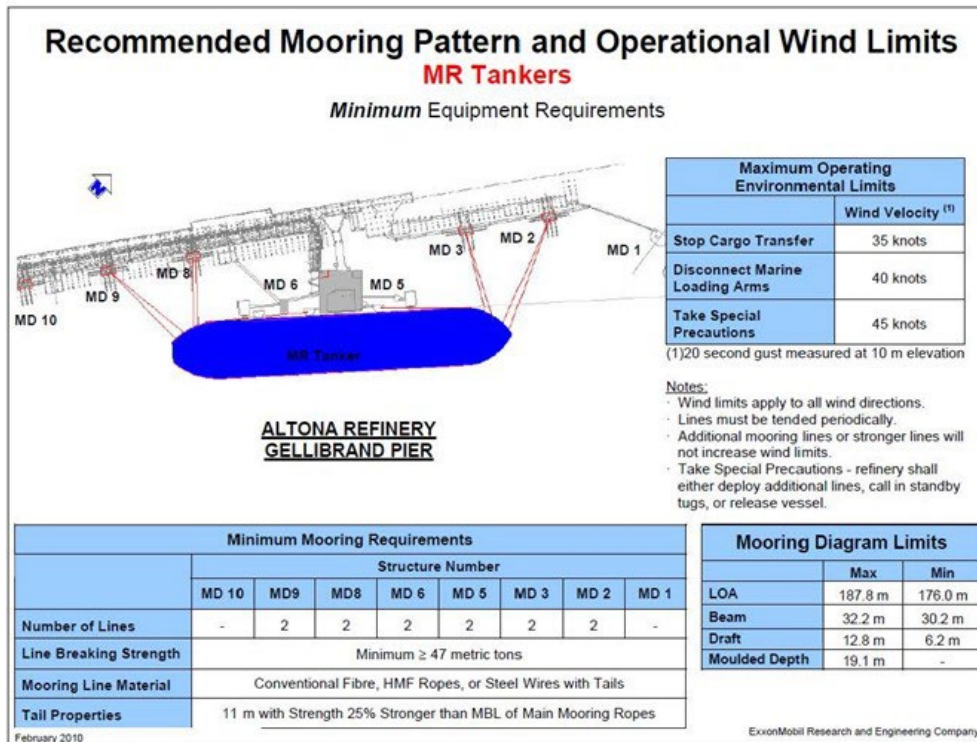 Recommended Mooring Pattern and Operational Wind Limits
MR Tankers
Minimum Equipment Requirements
MD 10
MD 9
MD 8
MD 6
MD 5
MD 3
MD 2
MD 1
MR Tanker
ALTONA REFINERY
GELLIBRAND PIER
Maximum Operating
Environmental Limits
Wind Velocity (1)
Stop Cargo Transfer 35 knots
Disconnect Marine
Loading Arms 40 knots
Take Special
Precautions 45 knots
(1)20 second gust measured at 10 m elevation
Notes:
· Wind limits apply to all wind directions.
· Lines must be tended periodically.
· Additional mooring lines or stronger lines will
not increase wind limits.
· Take Special Precautions - refinery shall
either deploy additional lines, call in standby
tugs, or release vessel.
Minimum Mooring Requirements
Structure Number
MD 10 MD9 MD8 MD 6 MD 5 MD 3 MD 2 MD 1
Number of Lines - 2 2 2 2 2 2 -
Line Breaking Strength Minimum ≥ 47 metric tons
Mooring Line Material Conventional Fibre, HMF Ropes, or Steel Wires with Tails
Tail Properties 11 m with Strength 25% Stronger than MBL of Main Mooring Ropes
Mooring Diagram Limits
Max Min
LOA 187.8 m 176.0 m
Beam 32.2 m 30.2 m
Draft 12.8 m 6.2 m
Moulded Depth 19.1 m -
February 2010
ExxonMobil Research and Engineering Company